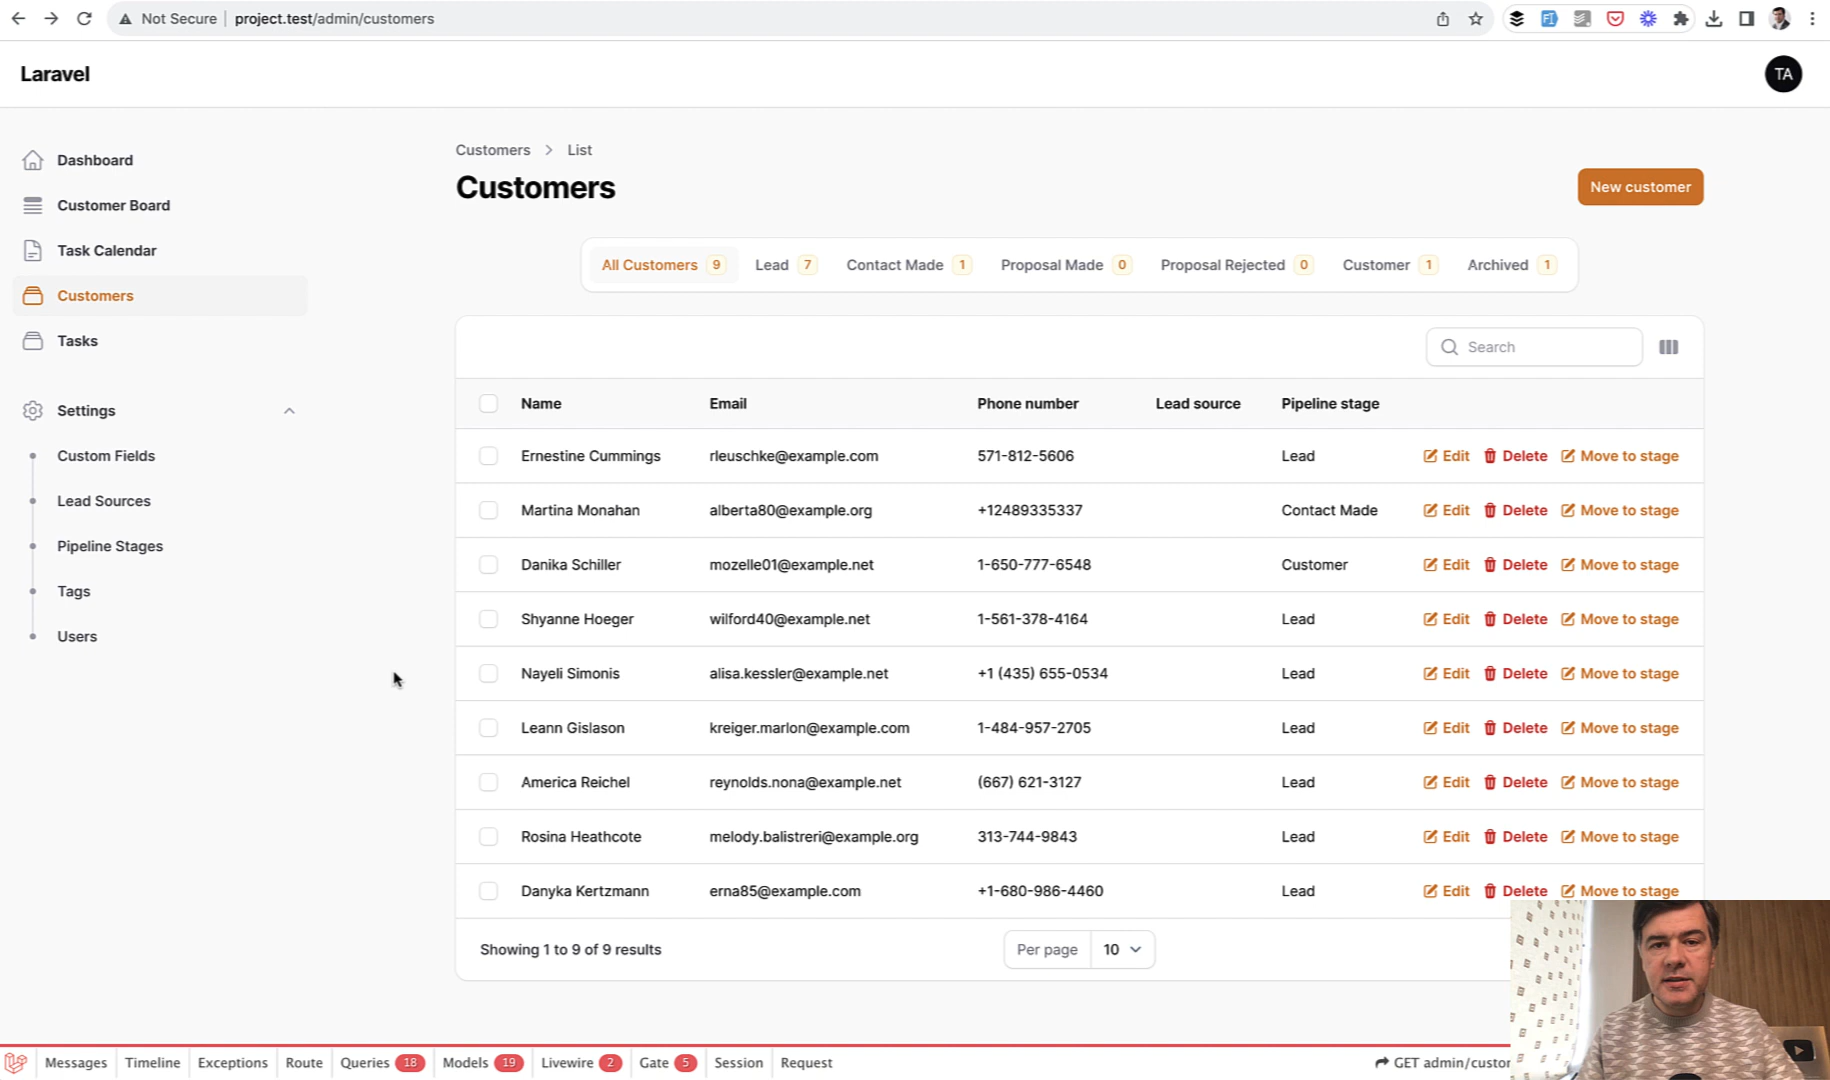 Not Secure project.test/admin/customers
Laravel
TA
Dashboard
Customer Board
Task Calendar
Customers
Tasks
Settings
Custom Fields
Lead Sources
Pipeline Stages
Tags
Users
Customers > List
Customers
New customer
All Customers 9 Lead 7 Contact Made 1 Proposal Made 0 Proposal Rejected 0 Customer 1 Archived 1
Search
Name Email Phone number Lead source Pipeline stage
Ernestine Cummings rleuschke@example.com 571-812-5606 Lead Edit Delete Move to stage
Martina Monahan alberta80@example.org +12489335337 Contact Made Edit Delete Move to stage
Danika Schiller mozelle01@example.net 1-650-777-6548 Customer Edit Delete Move to stage
Shyanne Hoeger wilford40@example.net 1-561-378-4164 Lead Edit Delete Move to stage
Nayeli Simonis alisa.kessler@example.net +1 (435) 655-0534 Lead Edit Delete Move to stage
Leann Gislason kreiger.marlon@example.com 1-484-957-2705 Lead Edit Delete Move to stage
America Reichel reynolds.nona@example.net (667) 621-3127 Lead Edit Delete Move to stage
Rosina Heathcote melody.balistreri@example.org 313-744-9843 Lead Edit Delete Move to stage
Danyka Kertzmann erna85@example.com +1-680-986-4460 Lead Edit Delete Move to stage
Showing 1 to 9 of 9 results
Per page 10
Messages Timeline Exceptions Route Queries 18 Models 19 Livewire 2 Gate 5 Session Request GET admin/custo